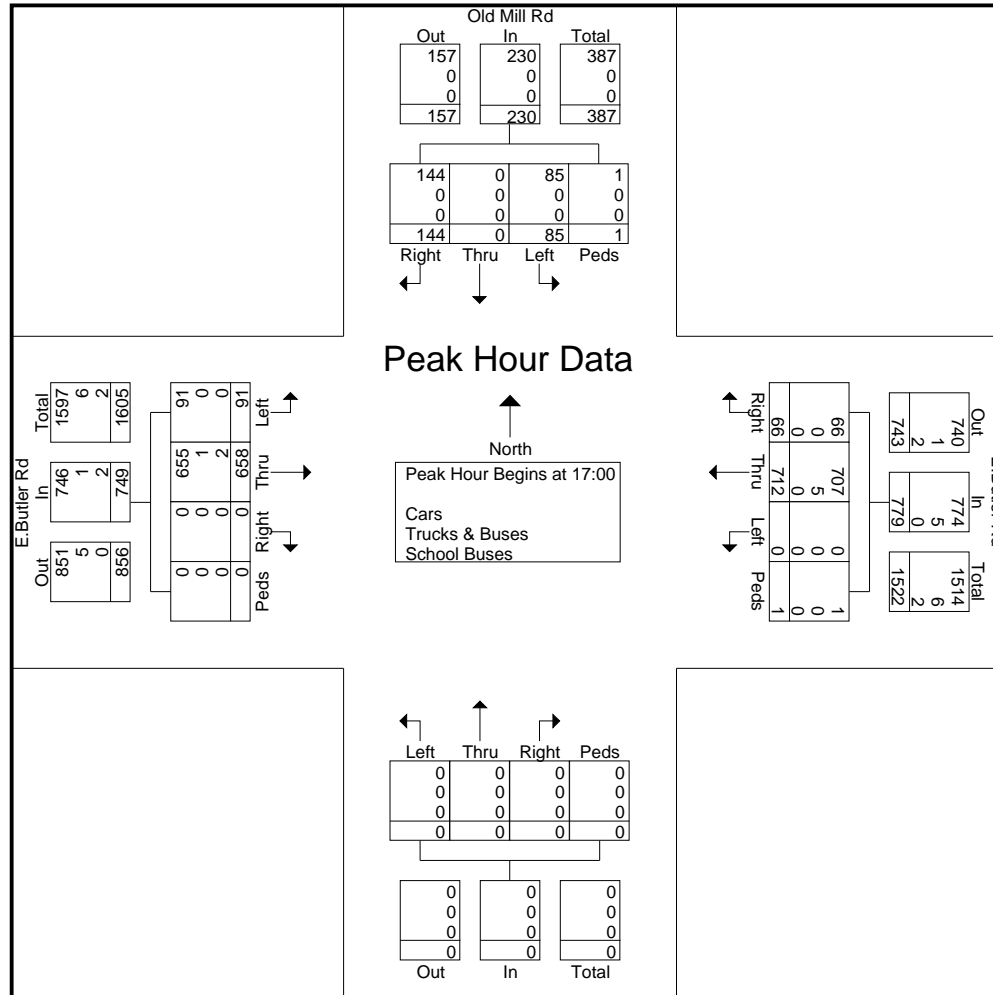 Old Mill Rd
Out In Total
157 230 387
0 0 0
0 0 0
157 230 387
144 0 85 1
0 0 0 0
0 0 0 0
144 0 85 1
Right Thru Left Peds
Peak Hour Data
North
Peak Hour Begins at 17:00
Cars
Trucks & Buses
School Buses
E.Butler Rd
Out In Total
851 746 1597
5 1 6
0 2 2
856 749 1605
Peds Right Thru Left
0 0 655 91
0 0 1 0
0 0 2 0
0 0 658 91
Out In Total
740 774 1514
1 5 6
2 0 2
743 779 1522
66 707 0 1
0 5 0 0
0 0 0 0
66 712 0 1
Right Thru Left Peds
Left Thru Right Peds
0 0 0 0
0 0 0 0
0 0 0 0
0 0 0 0
0 0 0
0 0 0
0 0 0
0 0 0
Out In Total